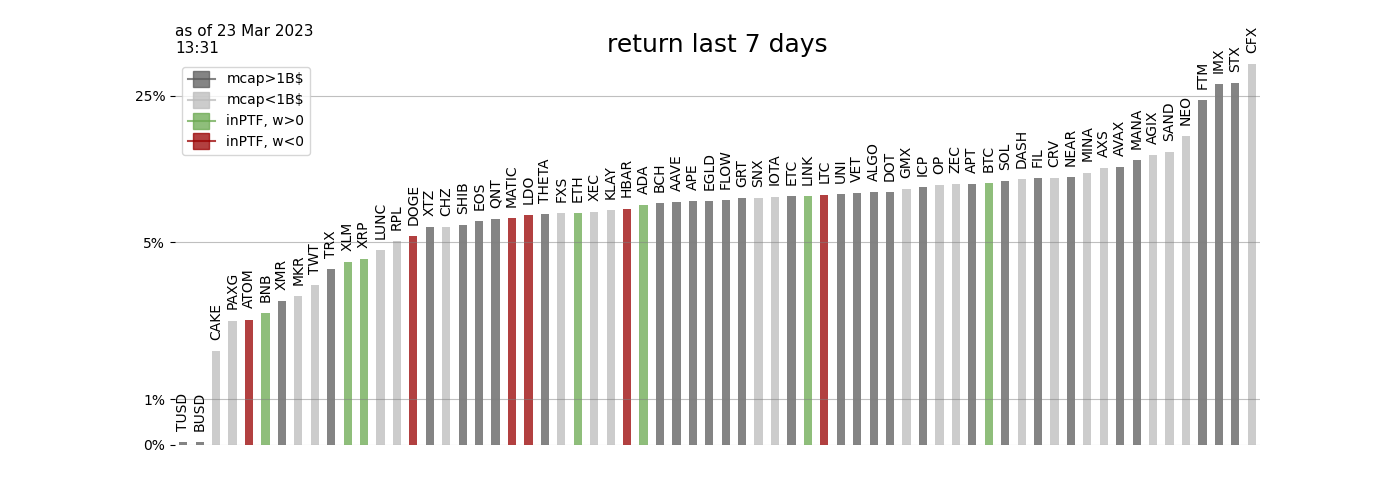 as of 23 Mar 2023
13:31
return last 7 days
mcap>1B$
mcap<1B$
inPTF, w>0
inPTF, w<0
25%
5%
1%
0%
TUSD
BUSD
CAKE
PAXG
ATOM
BNB
XMR
MKR
TWT
TRX
XLM
XRP
LUNC
RPL
DOGE
XTZ
CHZ
SHIB
EOS
QNT
MATIC
LDO
THETA
FXS
ETH
XEC
KLAY
HBAR
ADA
BCH
AAVE
APE
EGLD
FLOW
GRT
SNX
IOTA
ETC
LINK
LTC
UNI
VET
ALGO
DOT
GMX
ICP
OP
ZEC
APT
BTC
SOL
DASH
FIL
CRV
NEAR
MINA
AXS
AVAX
MANA
AGIX
SAND
NEO
FTM
IMX
STX
CFX